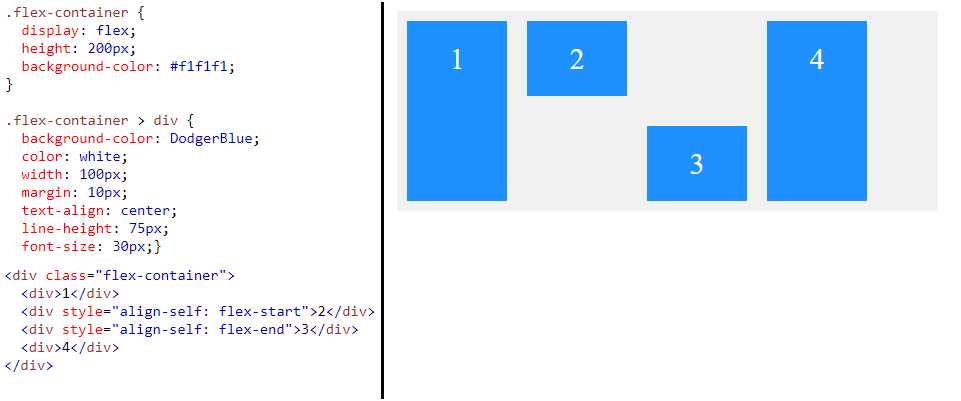 .flex-container {
  display: flex;
  height: 200px;
  background-color: #f1f1f1;
}
.flex-container > div {
  background-color: DodgerBlue;
  color: white;
  width: 100px;
  margin: 10px;
  text-align: center;
  line-height: 75px;
  font-size: 30px;}
<div class="flex-container">
  <div>1</div>
  <div style="align-self: flex-start">2</div>
  <div style="align-self: flex-end">3</div>
  <div>4</div>
</div>
1 2 4
3